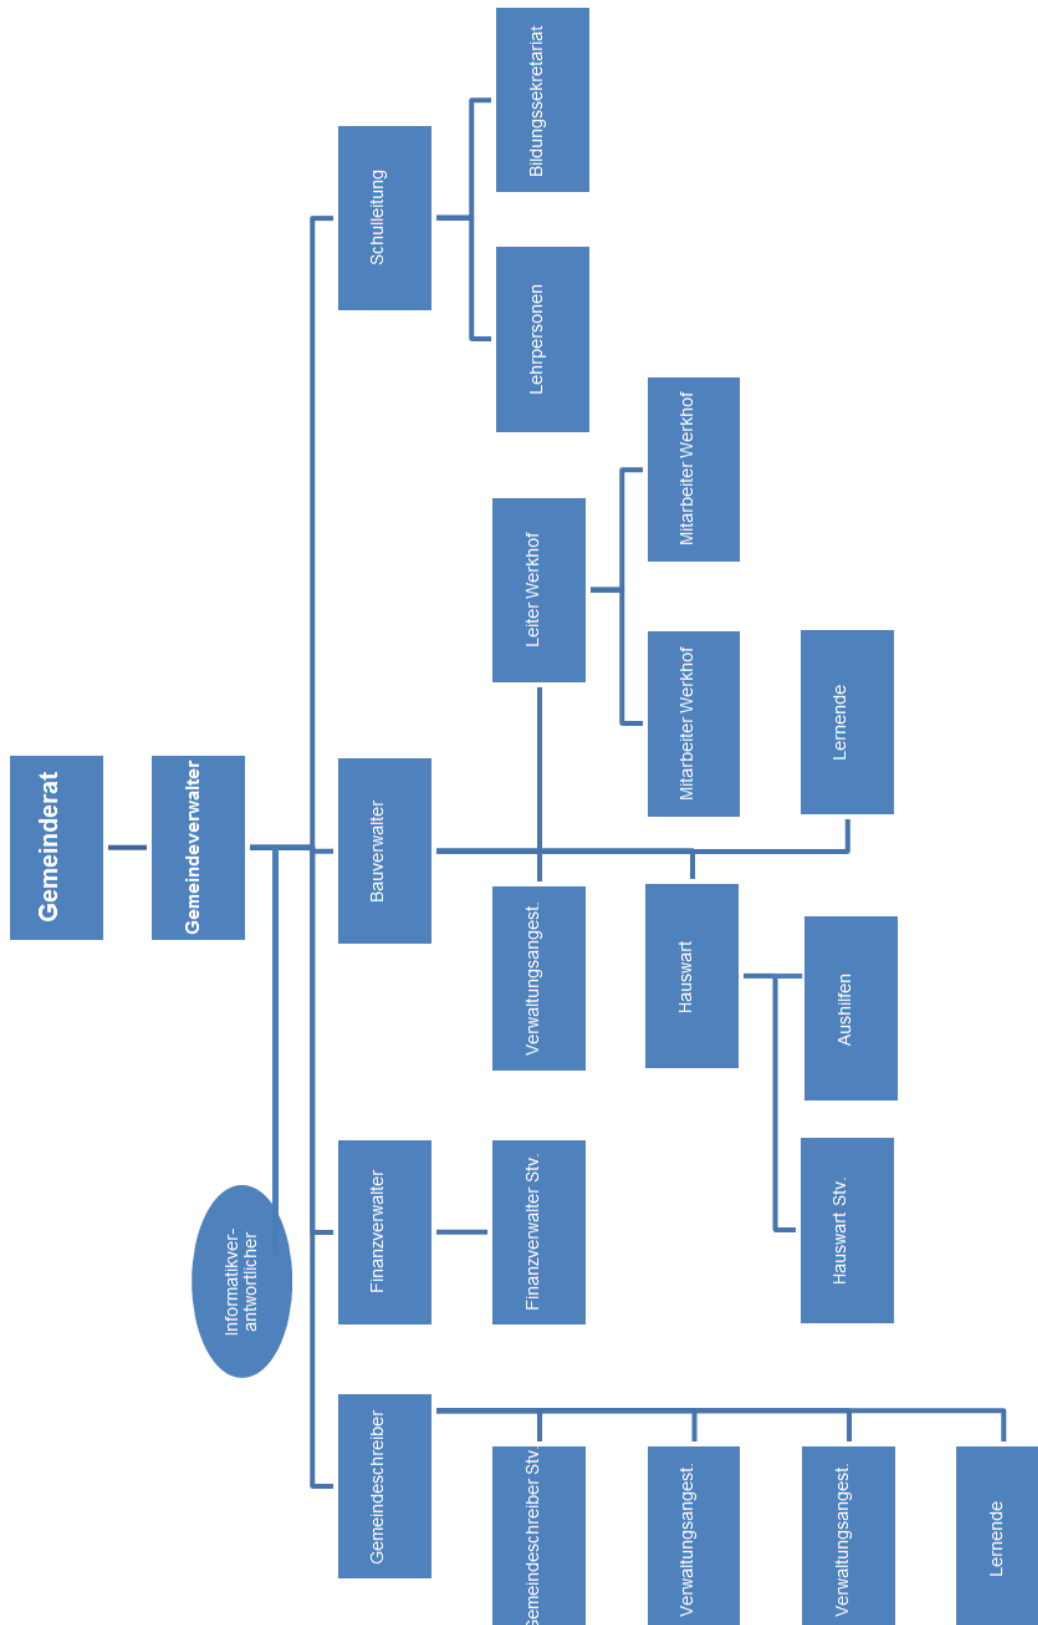 Gemeinderat
Gemeindeverwalter
Informatikver-
antwortlicher
Gemeindeschreiber
Finanzverwalter
Bauverwalter
Schulleitung
Gemeindeschreiber Stv.
Finanzverwalter Stv.
Verwaltungsangest.
Leiter Werkhof
Lehrpersonen
Bildungssekretariat
Verwaltungsangest.
Hauswart
Mitarbeiter Werkhof
Mitarbeiter Werkhof
Verwaltungsangest.
Hauswart Stv.
Aushilfen
Lernende
Lernende